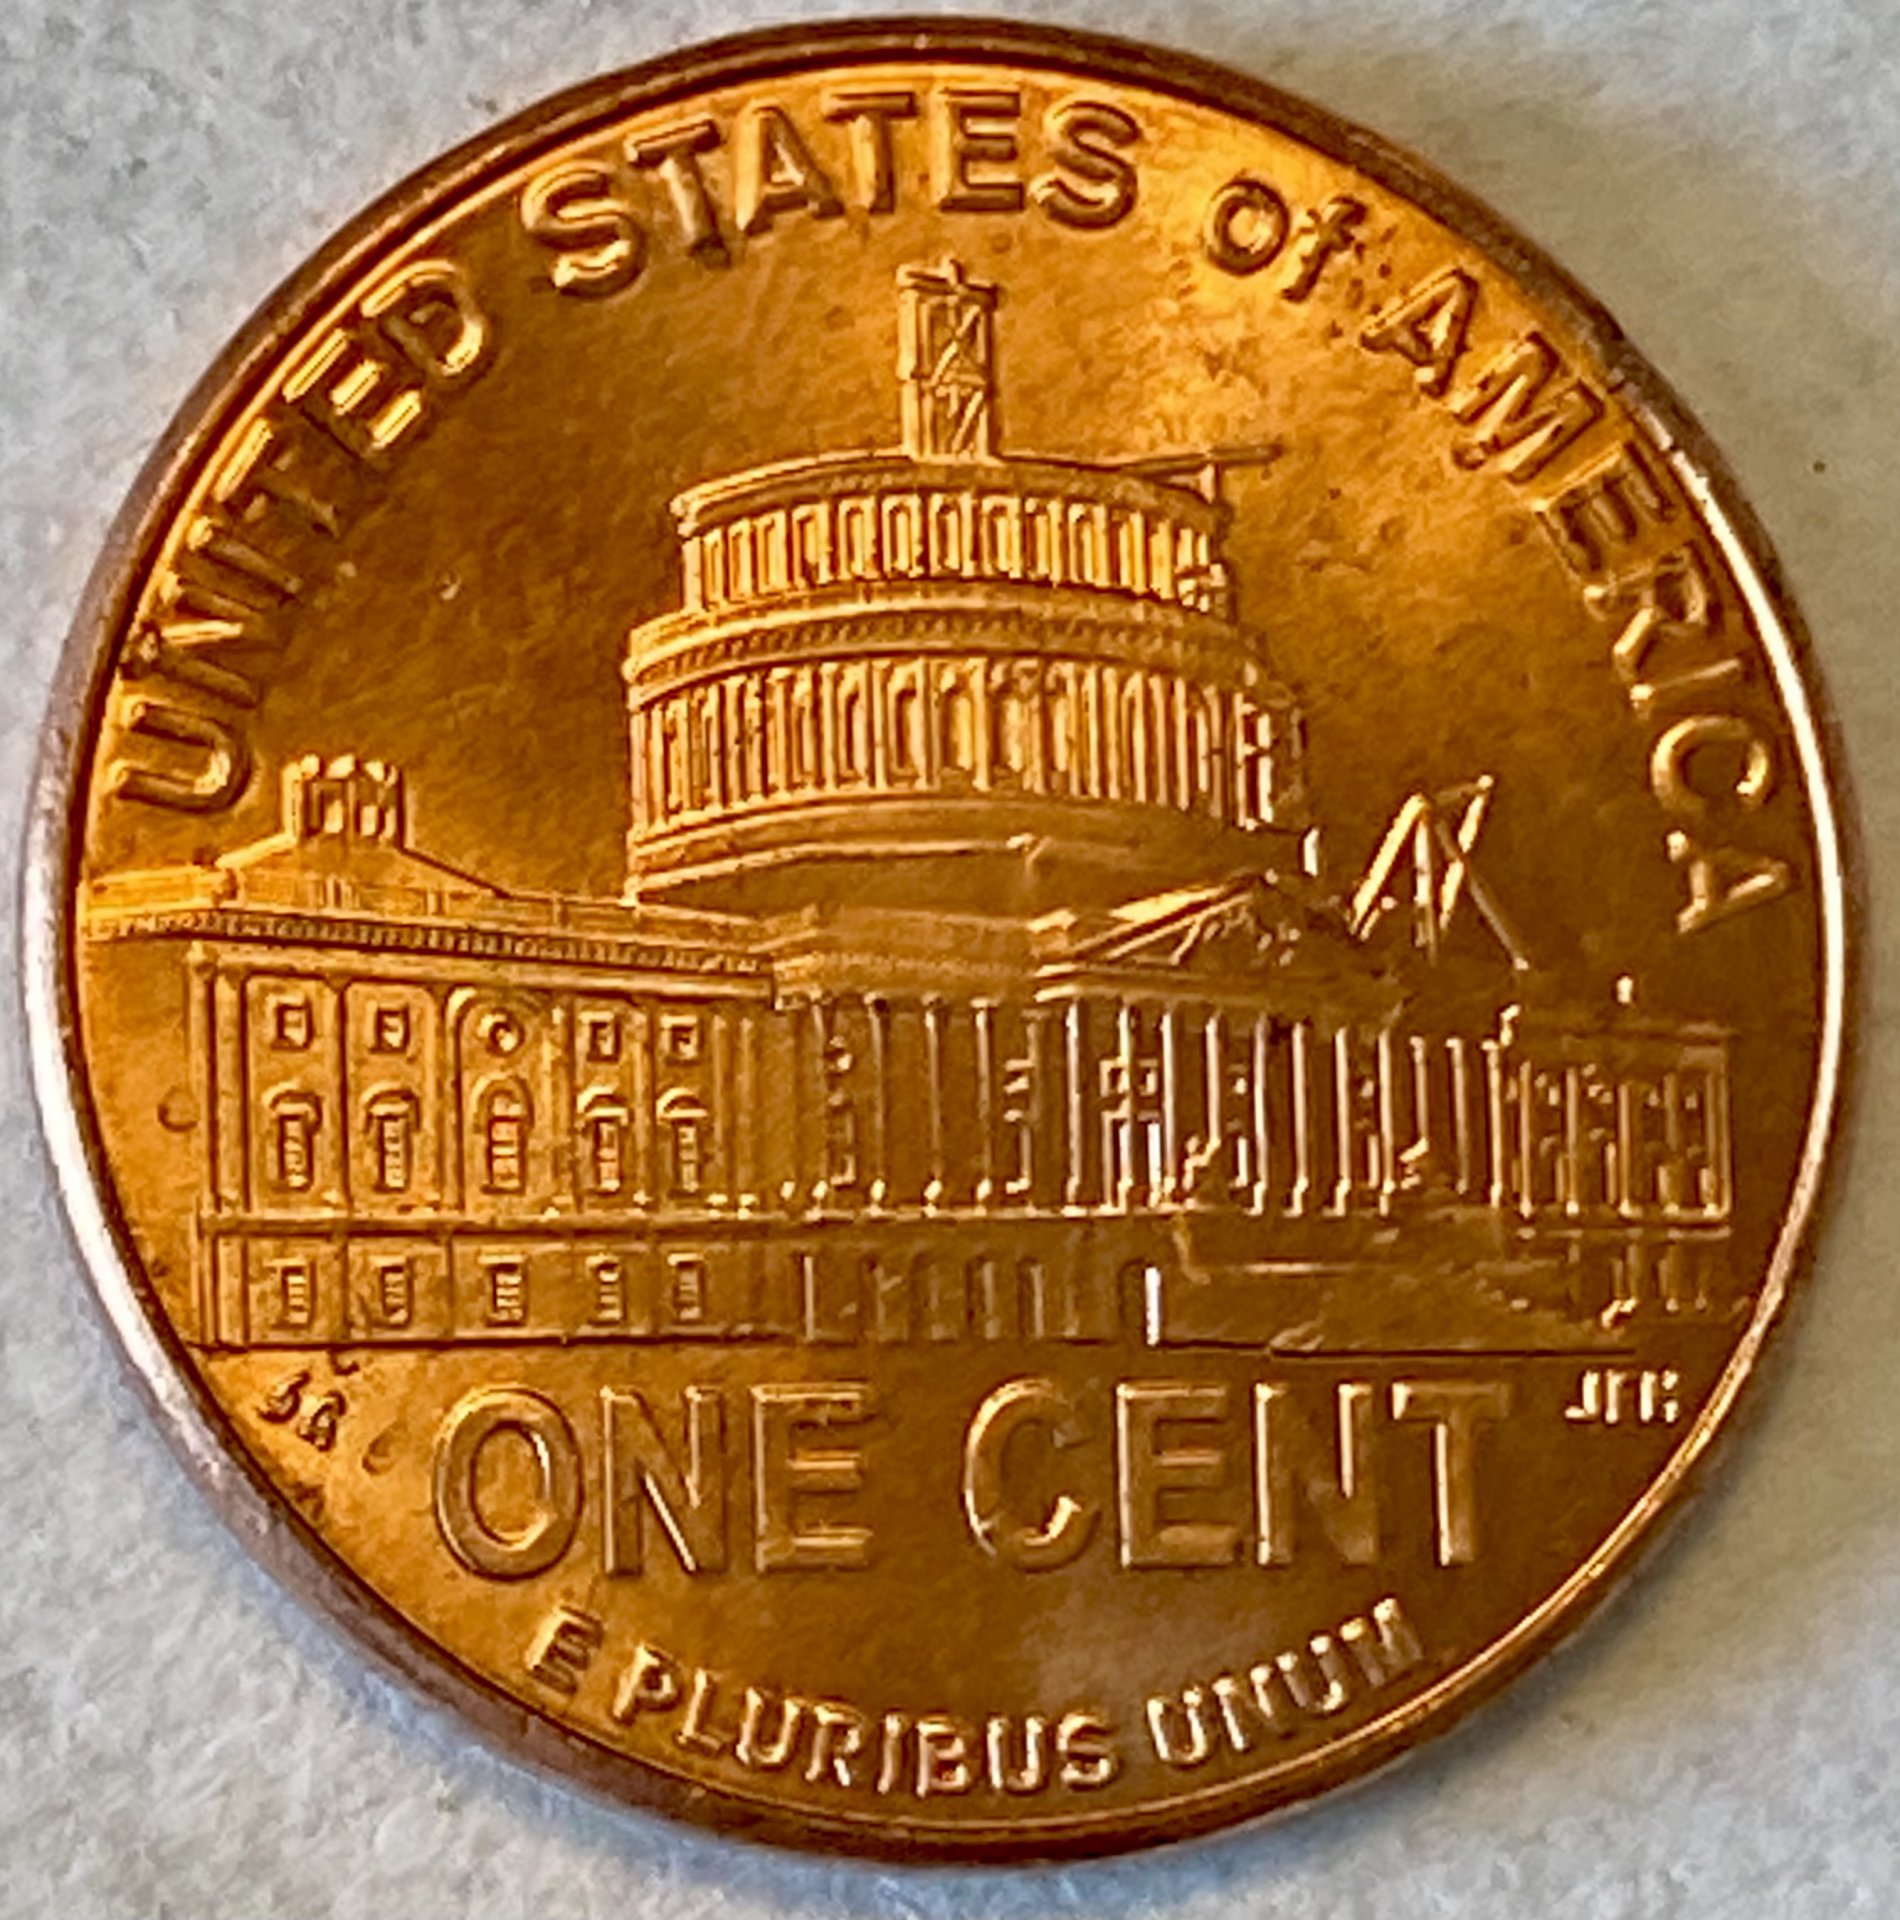 UNITED STATES of AMERICA
ONE CENT
E PLURIBUS UNUM